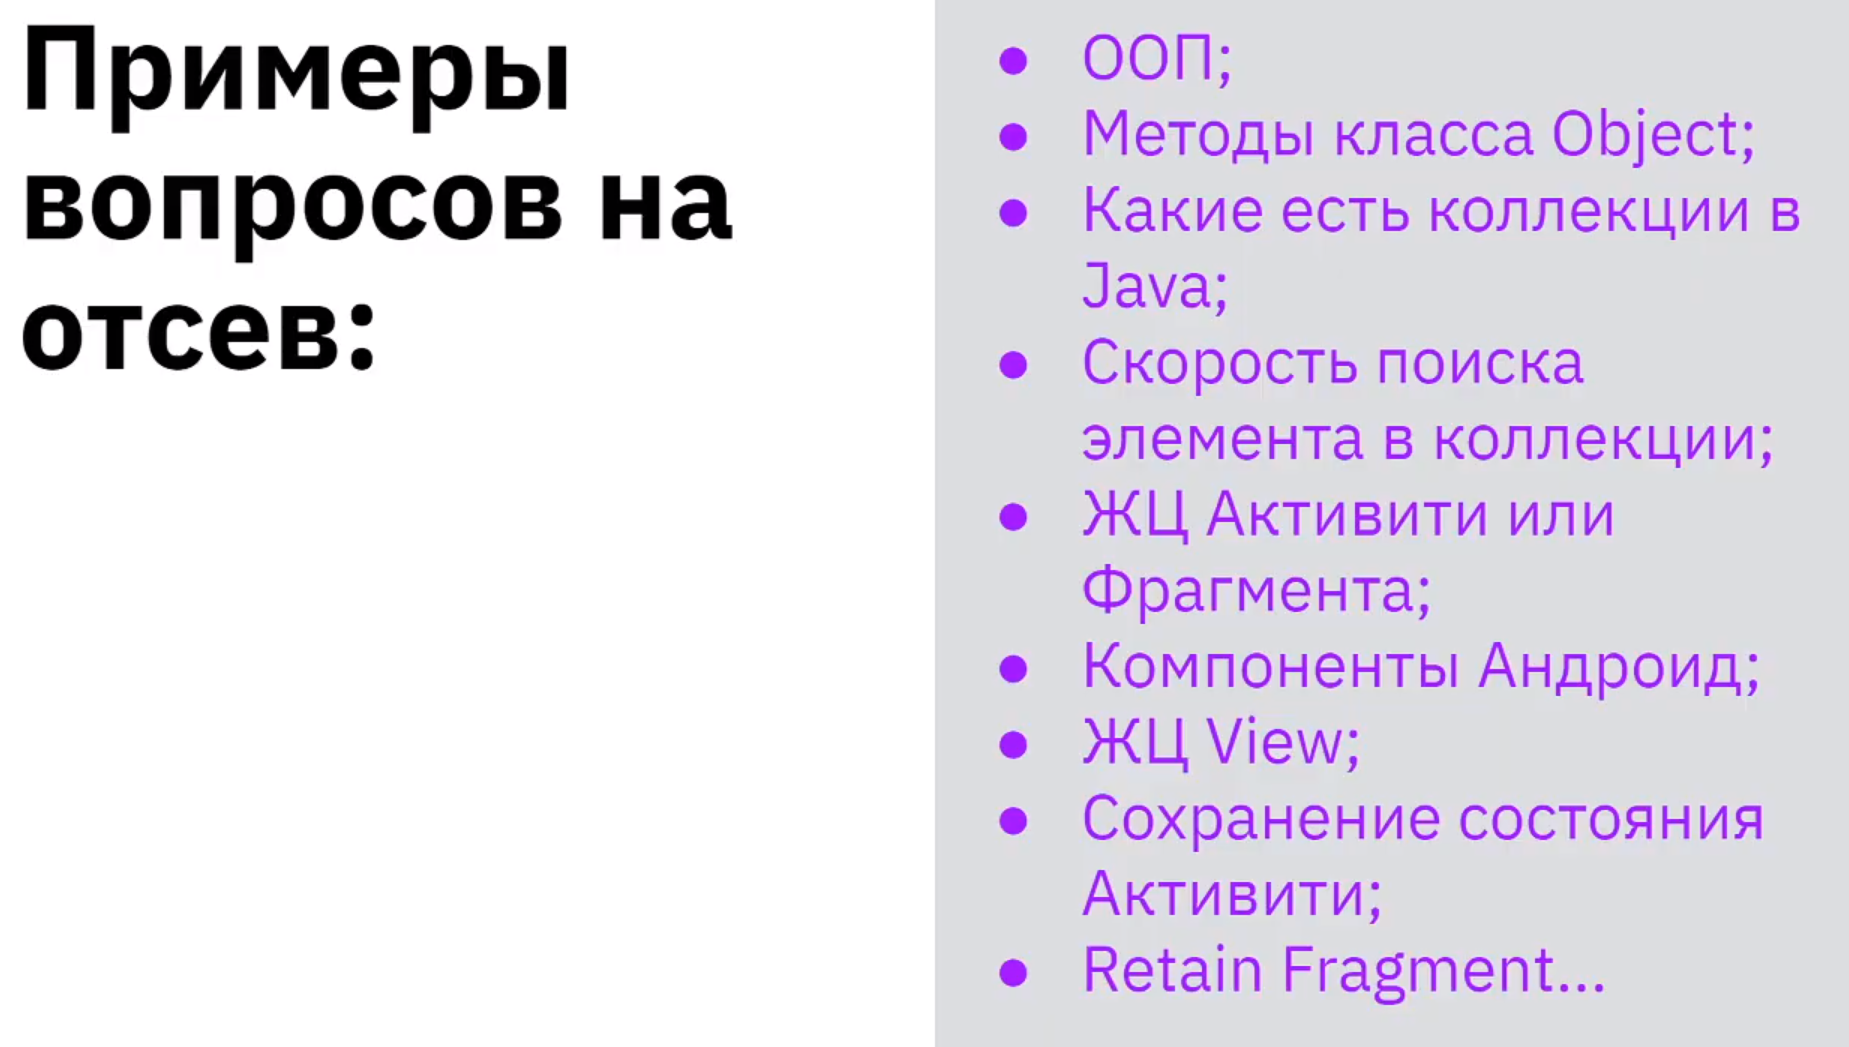 Примеры
вопросов на
отсев:
● ООП;
● Методы класса Object;
● Какие есть коллекции в
Java;
● Скорость поиска
элемента в коллекции;
● ЖЦ Активити или
Фрагмента;
● Компоненты Андроид;
● ЖЦ View;
● Сохранение состояния
Активити;
● Retain Fragment...